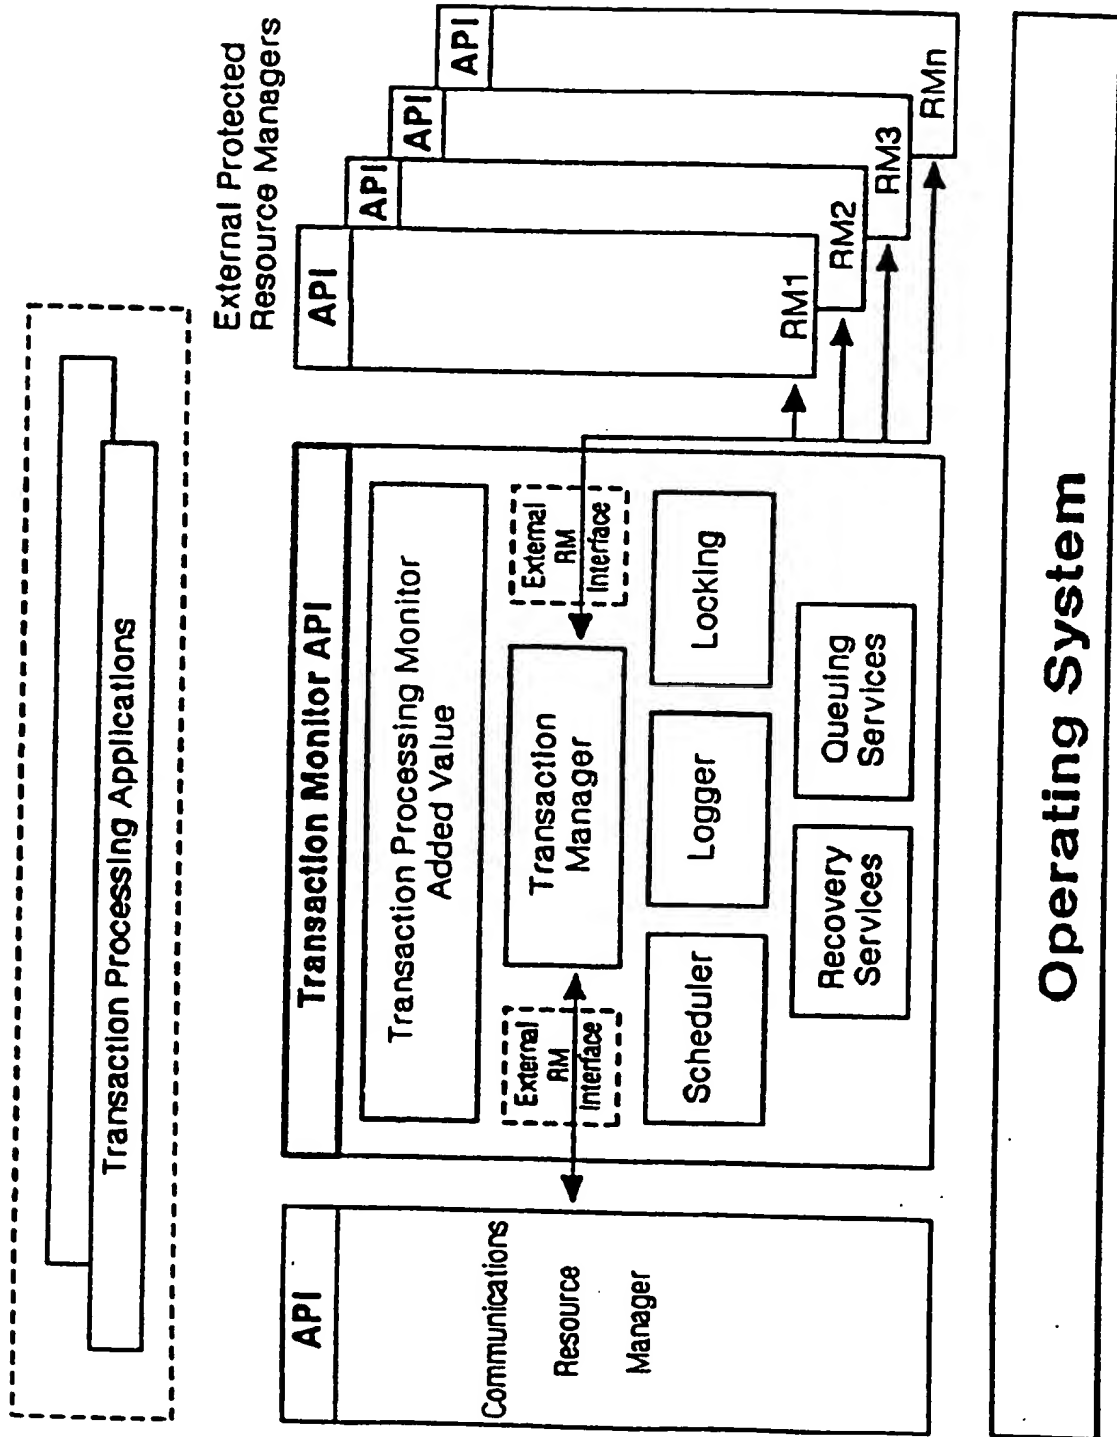 Transaction Processing Applications
External Protected
Resource Managers
API
Communications
Resource
Manager
Transaction Monitor API
Transaction Processing Monitor
Added Value
External
RM
Interface
Transaction
Manager
External
RM
Interface
Scheduler
Logger
Locking
Recovery
Services
Queuing
Services
API
RM1
API
RM2
API
RM3
API
RMn
Operating System